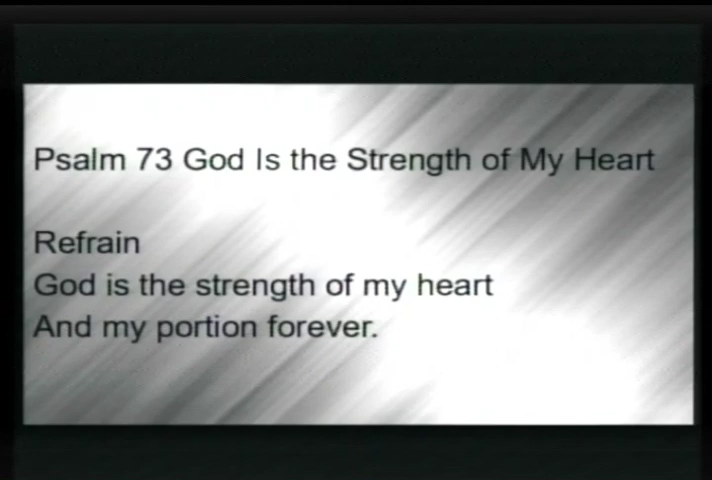 Psalm 73 God Is the Strength of My Heart
Refrain
God is the strength of my heart
And my portion forever.